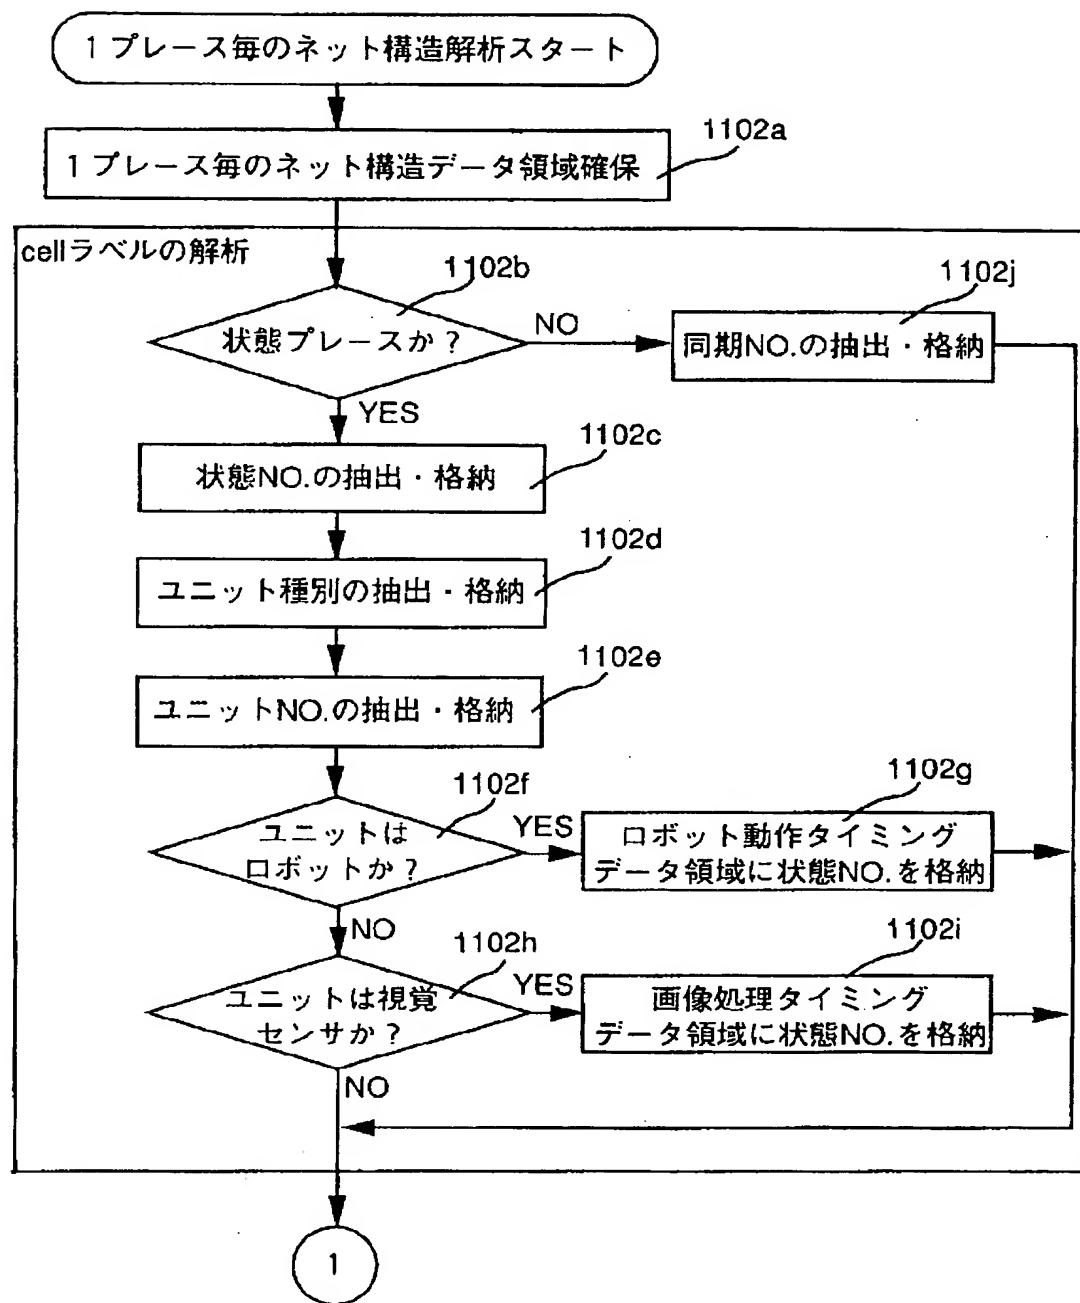 1プレース毎のネット構造解析スタート
1102a
1プレース毎のネット構造データ領域確保
cellラベルの解析
1102b
1102j
状態プレースか?
NO
同期NO.の抽出・格納
YES
1102c
状態NO.の抽出・格納
1102d
ユニット種別の抽出・格納
1102e
ユニットNO.の抽出・格納
1102f
1102g
ユニットは
ロボットか?
YES
ロボット動作タイミング
データ領域に状態NO.を格納
NO
1102h
1102i
ユニットは視覚
センサか?
YES
画像処理タイミング
データ領域に状態NO.を格納
NO
1